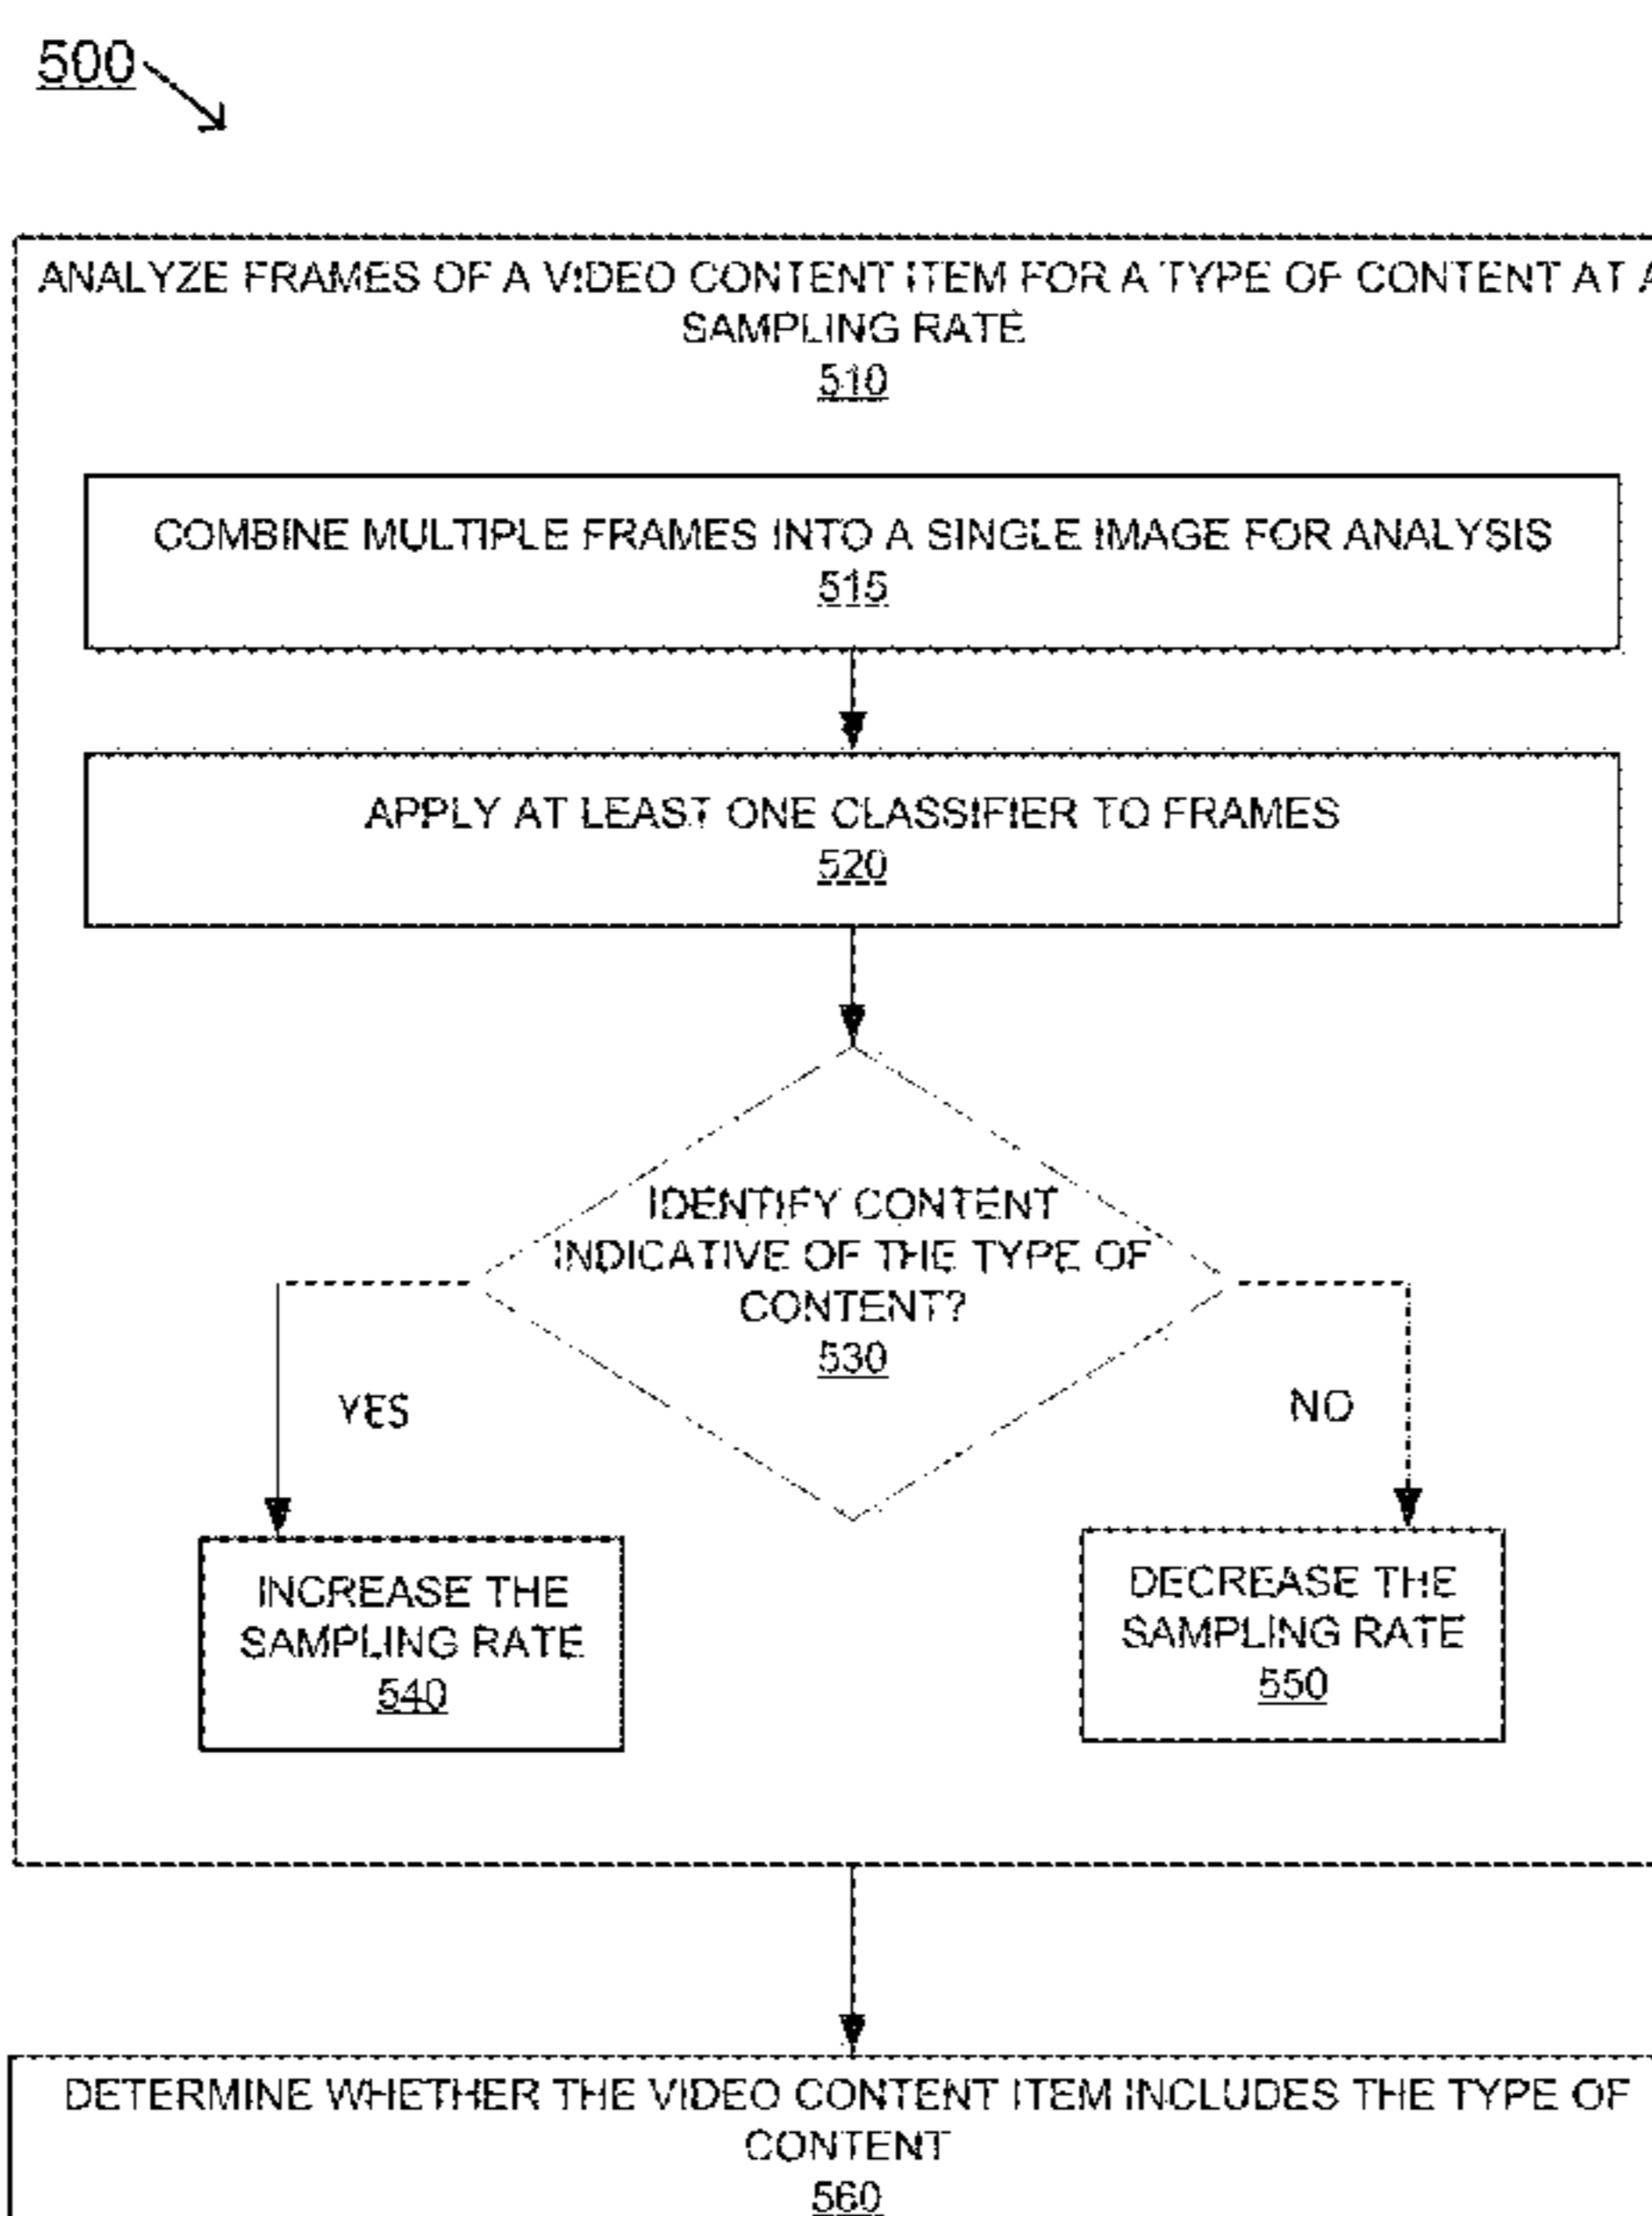 500
ANALYZE FRAMES OF A VIDEO CONTENT ITEM FOR A TYPE OF CONTENT AT A
SAMPLING RATE
510
COMBINE MULTIPLE FRAMES INTO A SINGLE IMAGE FOR ANALYSIS
515
APPLY AT LEAST ONE CLASSIFIER TO FRAMES
520
IDENTIFY CONTENT
INDICATIVE OF THE TYPE OF
CONTENT?
530
YES
NO
INCREASE THE
SAMPLING RATE
540
DECREASE THE
SAMPLING RATE
550
DETERMINE WHETHER THE VIDEO CONTENT ITEM INCLUDES THE TYPE OF
CONTENT
560